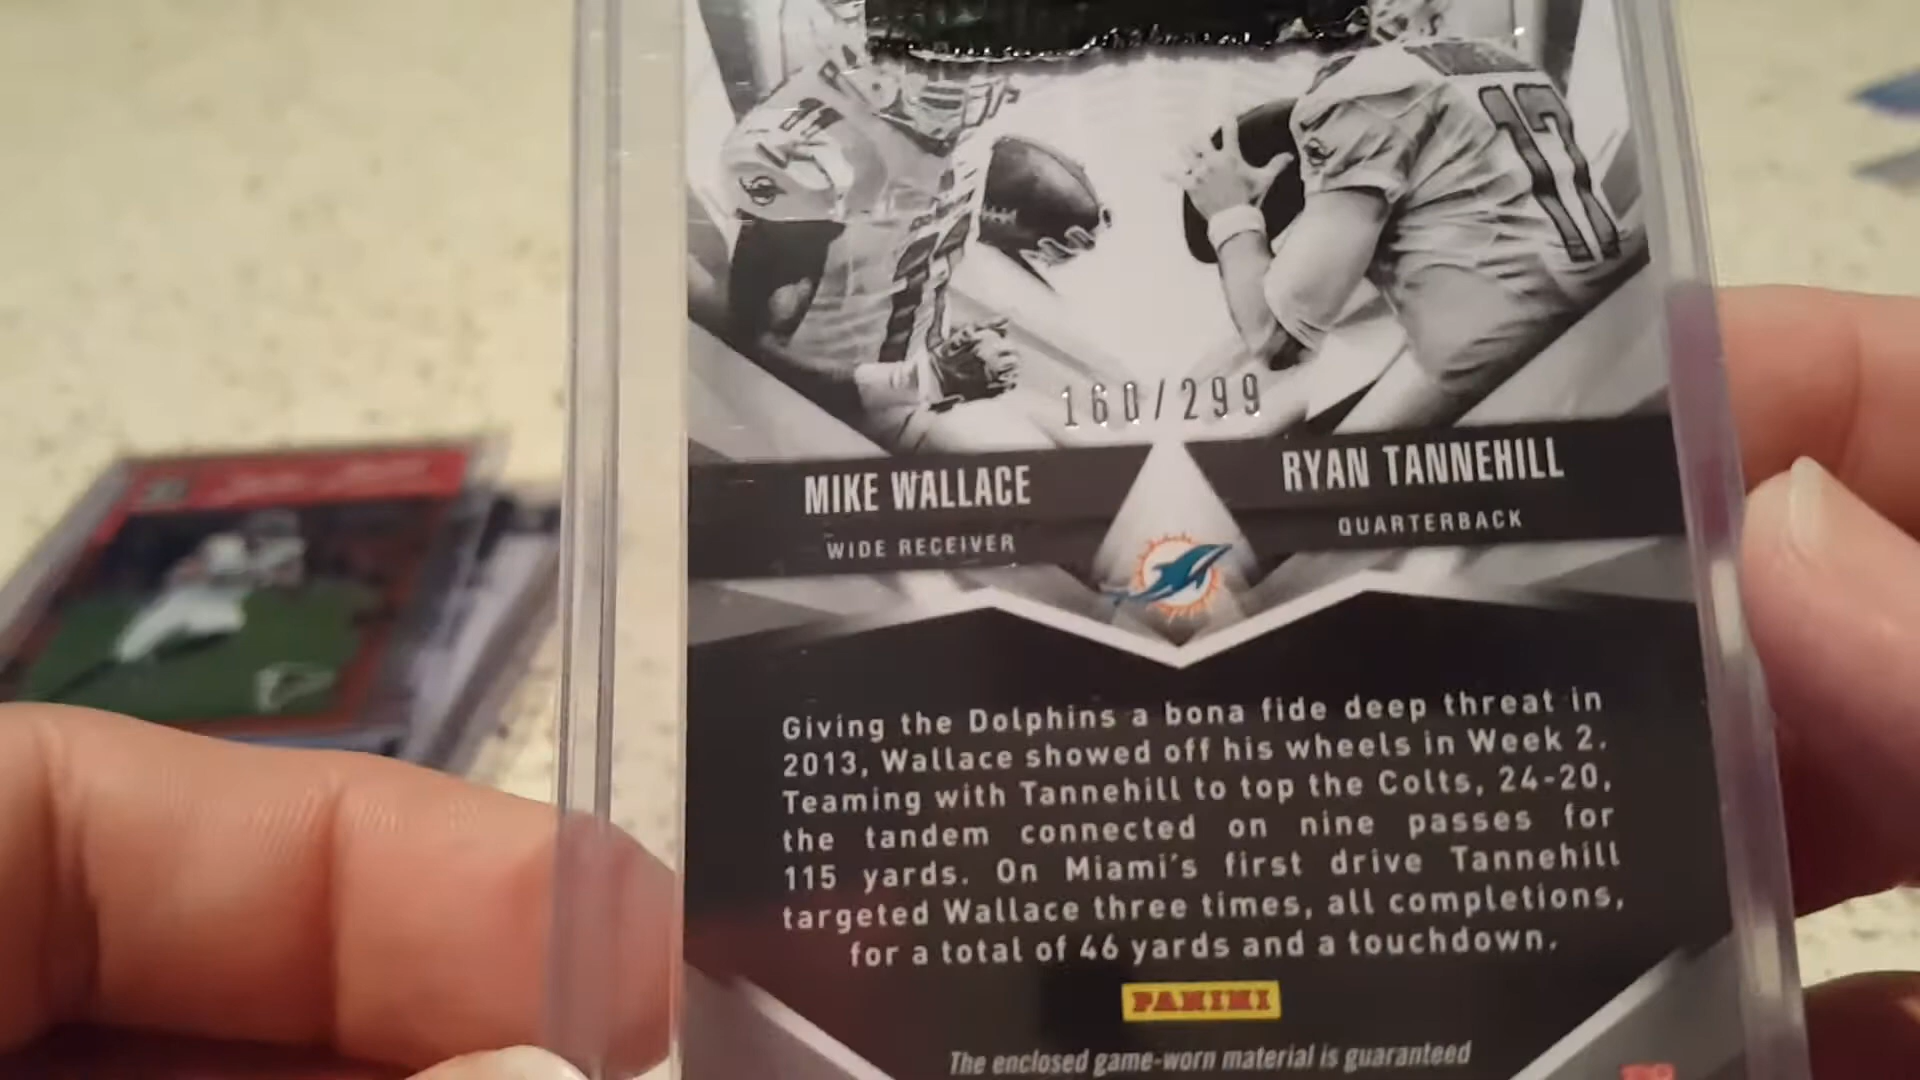 11
17
160/299
MIKE WALLACE
WIDE RECEIVER
RYAN TANNEHILL
QUARTERBACK
Giving the Dolphins a bona fide deep threat in
2013, Wallace showed off his wheels in Week 2.
Teaming with Tannehill to top the Colts, 24-20,
the tandem connected on nine passes for
115 yards. On Miami's first drive Tannehill
targeted Wallace three times, all completions,
for a total of 46 yards and a touchdown.
PANINI
The enclosed game-worn material is guaranteed